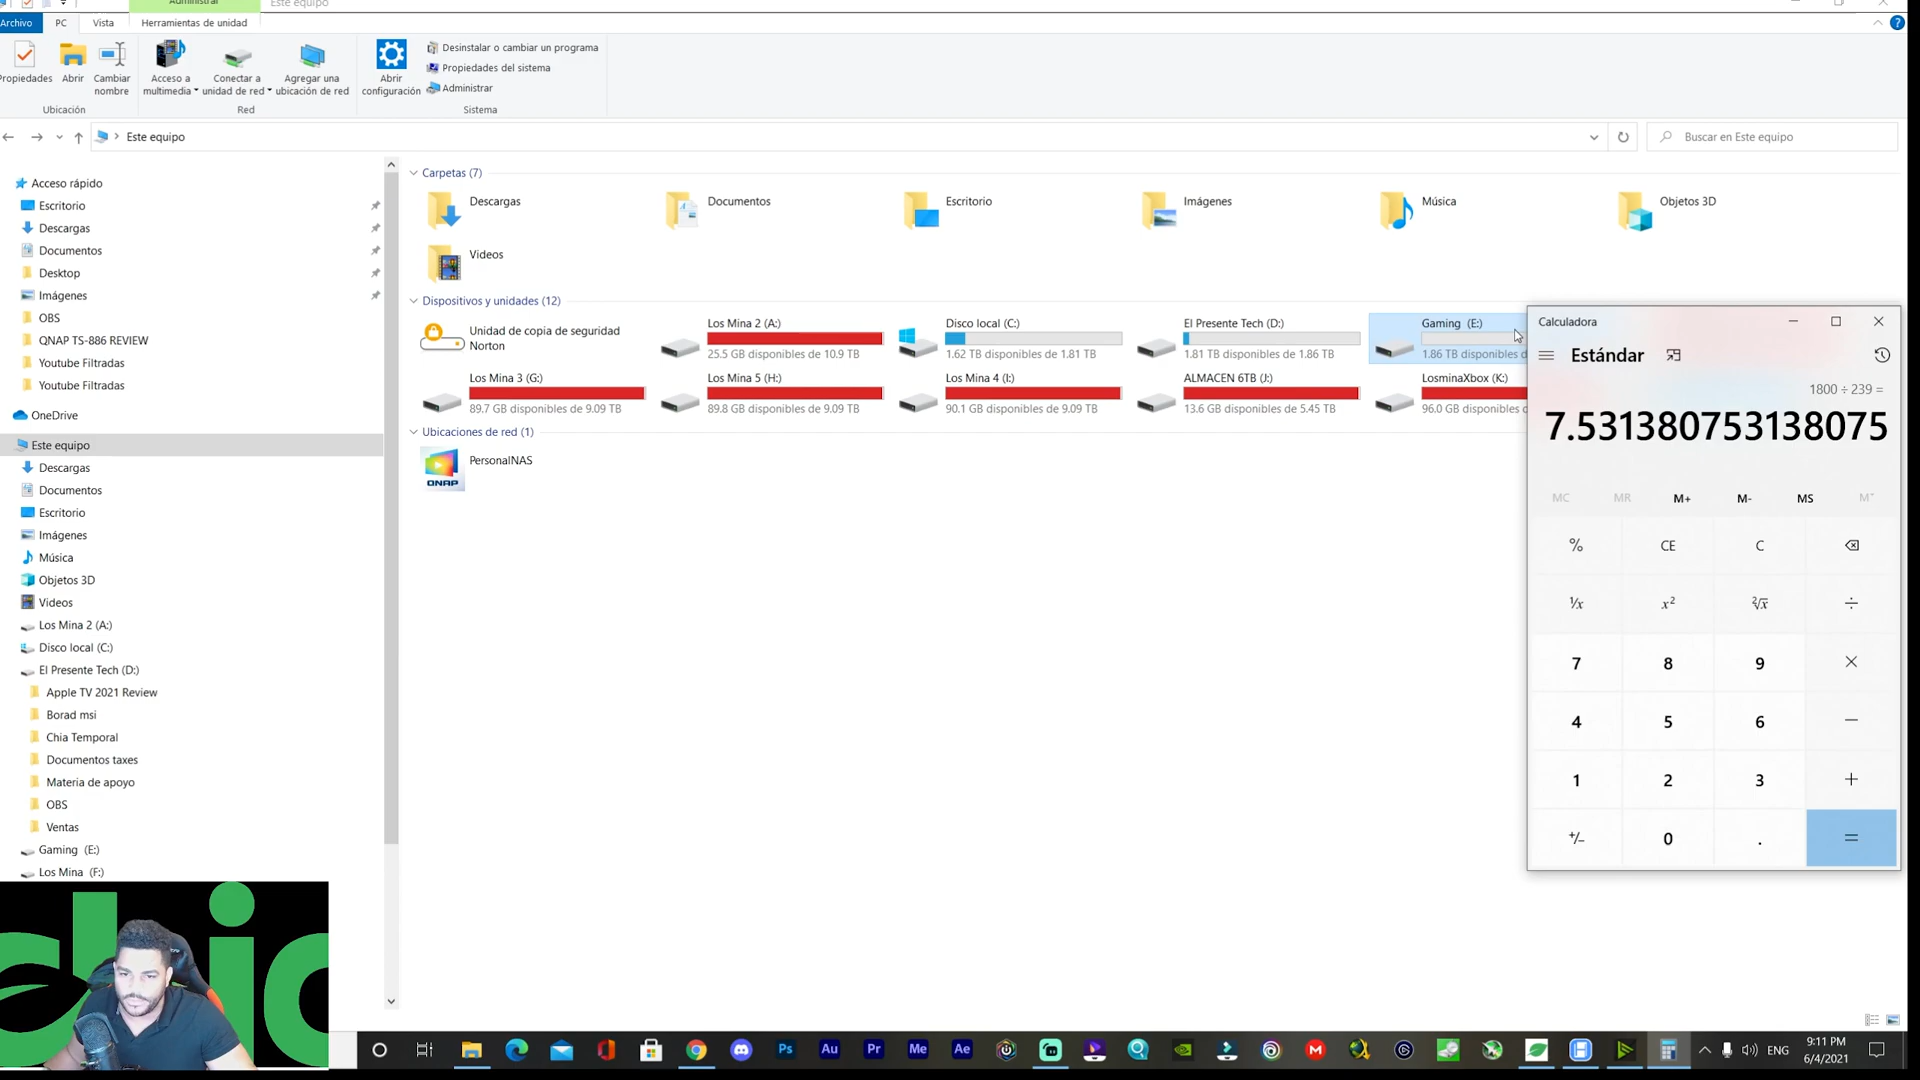 Administrar
Este equipo
Archivo
PC
Vista
Herramientas de unidad
Propiedades
Abrir
Cambiar
nombre
Ubicación
Acceso a
multimedia
Conectar a
unidad de red
Agregar una
ubicación de red
Red
Abrir
configuración
Desinstalar o cambiar un programa
Propiedades del sistema
Administrar
Sistema
Este equipo
Buscar en Este equipo
Acceso rápido
Escritorio
Descargas
Documentos
Desktop
Imágenes
OBS
QNAP TS-886 REVIEW
Youtube Filtradas
Youtube Filtradas
OneDrive
Este equipo
Descargas
Documentos
Escritorio
Imágenes
Música
Objetos 3D
Videos
Los Mina 2 (A:)
Disco local (C:)
El Presente Tech (D:)
Apple TV 2021 Review
Borad msi
Chia Temporal
Documentos taxes
Materia de apoyo
OBS
Ventas
Gaming (E:)
Los Mina (F:)
Carpetas (7)
Descargas
Documentos
Escritorio
Imágenes
Música
Objetos 3D
Videos
Dispositivos y unidades (12)
Unidad de copia de seguridad
Norton
Los Mina 2 (A:)
25.5 GB disponibles de 10.9 TB
Disco local (C:)
1.62 TB disponibles de 1.81 TB
El Presente Tech (D:)
1.81 TB disponibles de 1.86 TB
Gaming (E:)
1.86 TB disponibles d
Los Mina 3 (G:)
89.7 GB disponibles de 9.09 TB
Los Mina 5 (H:)
89.8 GB disponibles de 9.09 TB
Los Mina 4 (I:)
90.1 GB disponibles de 9.09 TB
ALMACEN 6TB (J:)
13.6 GB disponibles de 5.45 TB
LosminaXbox (K:)
96.0 GB disponibles d
Ubicaciones de red (1)
PersonalNAS
QNAP
Calculadora
Estándar
1800 ÷ 239 =
7.531380753138075
MC MR M+ M- MS M˅
% CE C
¹/x x² ²√x ÷
7 8 9 ×
4 5 6 −
1 2 3 +
+/− 0 . =
chia
Ps
Au
Pr
Me
Ae
M
ENG
9:11 PM
6/4/2021